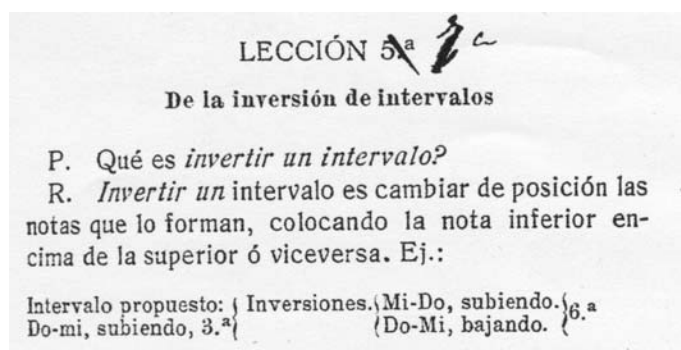 LECCIÓN 5.ª 7ª
De la inversión de intervalos
P. Qué es invertir un intervalo?
R. Invertir un intervalo es cambiar de posición las
notas que lo forman, colocando la nota inferior en-
cima de la superior ó viceversa. Ej.:
Intervalo propuesto: { Inversiones. { Mi-Do, subiendo. } 6.ª
Do-mi, subiendo, 3.ª { Do-Mi, bajando.